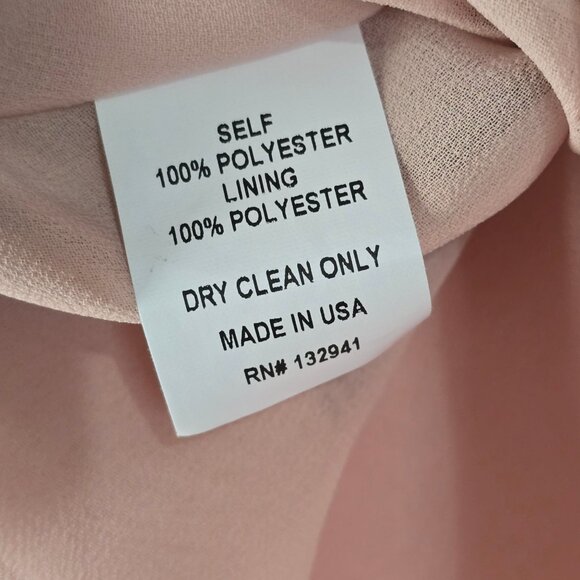 SELF
100% POLYESTER
LINING
100% POLYESTER
DRY CLEAN ONLY
MADE IN USA
RN# 132941